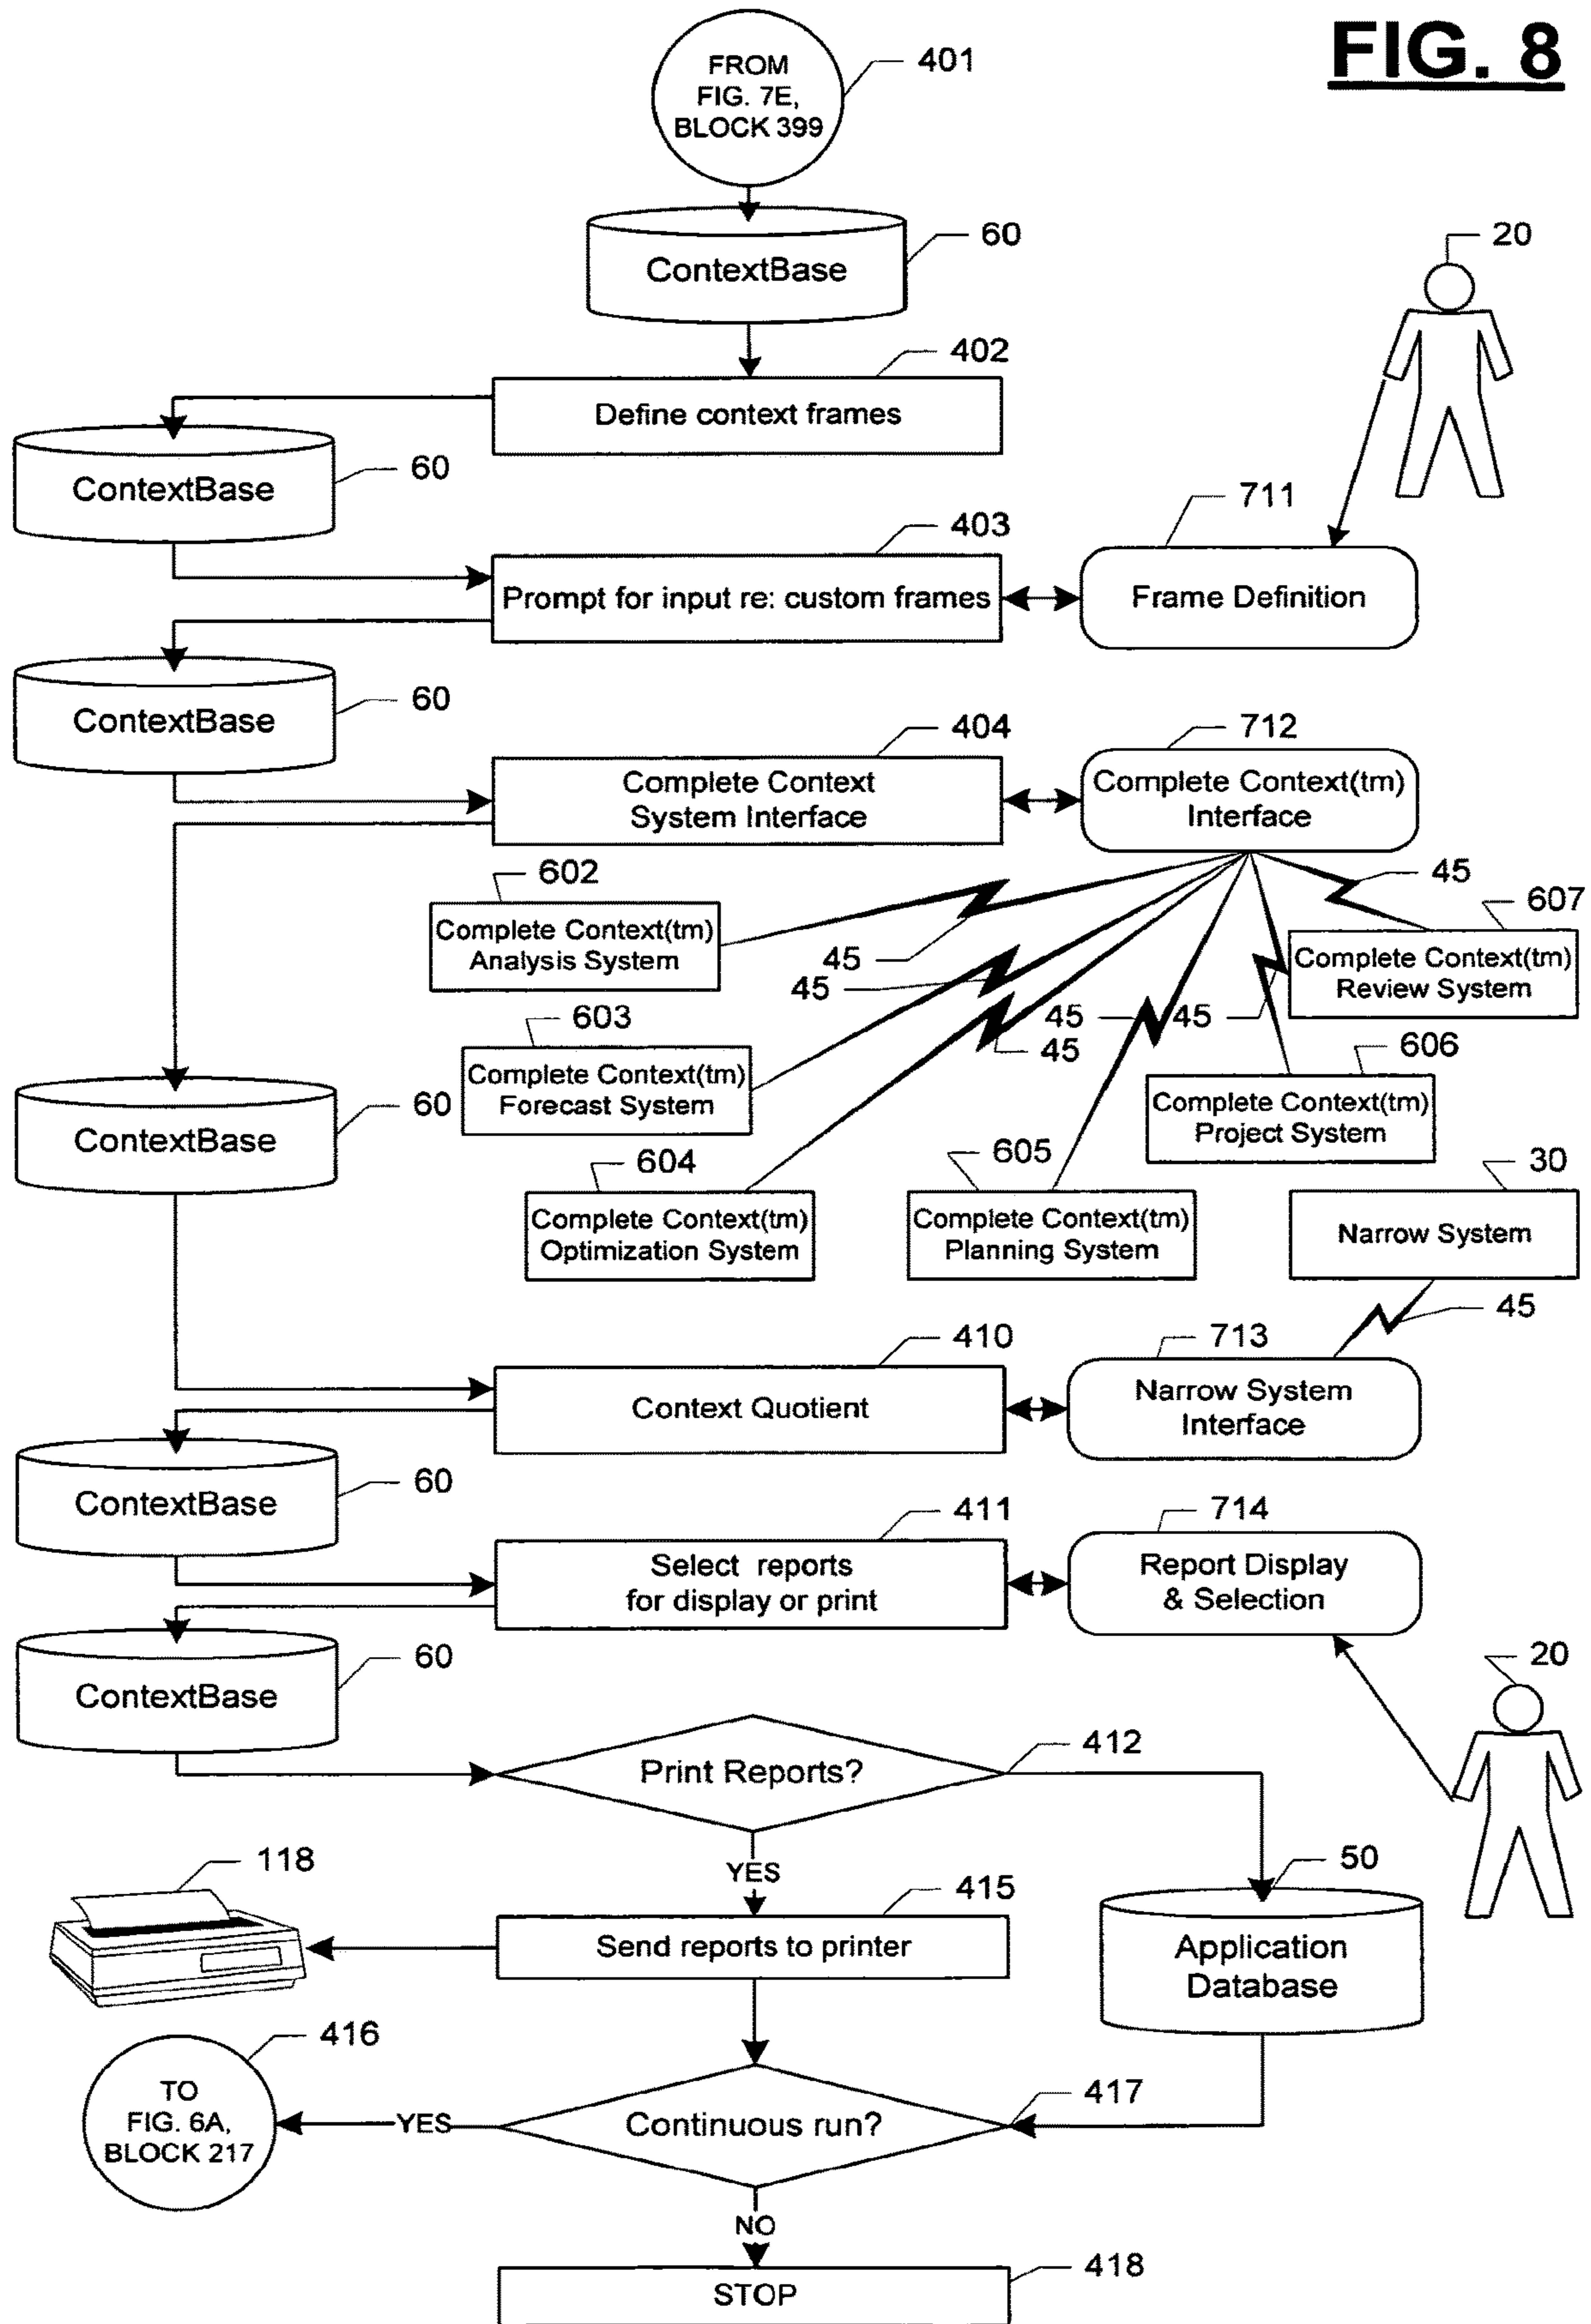 FIG. 8
FROM
FIG. 7E,
BLOCK 399
401
ContextBase
60
20
402
Define context frames
ContextBase
60
711
403
Prompt for input re: custom frames
Frame Definition
ContextBase
60
404
712
Complete Context
System Interface
Complete Context(tm)
Interface
602
45
607
Complete Context(tm)
Analysis System
45
45
Complete Context(tm)
Review System
603
45
45
45
606
Complete Context(tm)
Forecast System
Complete Context(tm)
Project System
ContextBase
60
604
605
30
Complete Context(tm)
Optimization System
Complete Context(tm)
Planning System
Narrow System
45
410
713
Context Quotient
Narrow System
Interface
ContextBase
60
411
714
Select reports
for display or print
Report Display
& Selection
ContextBase
60
20
Print Reports?
412
YES
118
415
50
Send reports to printer
Application
Database
416
TO
FIG. 6A,
BLOCK 217
YES
Continuous run?
417
NO
STOP
418